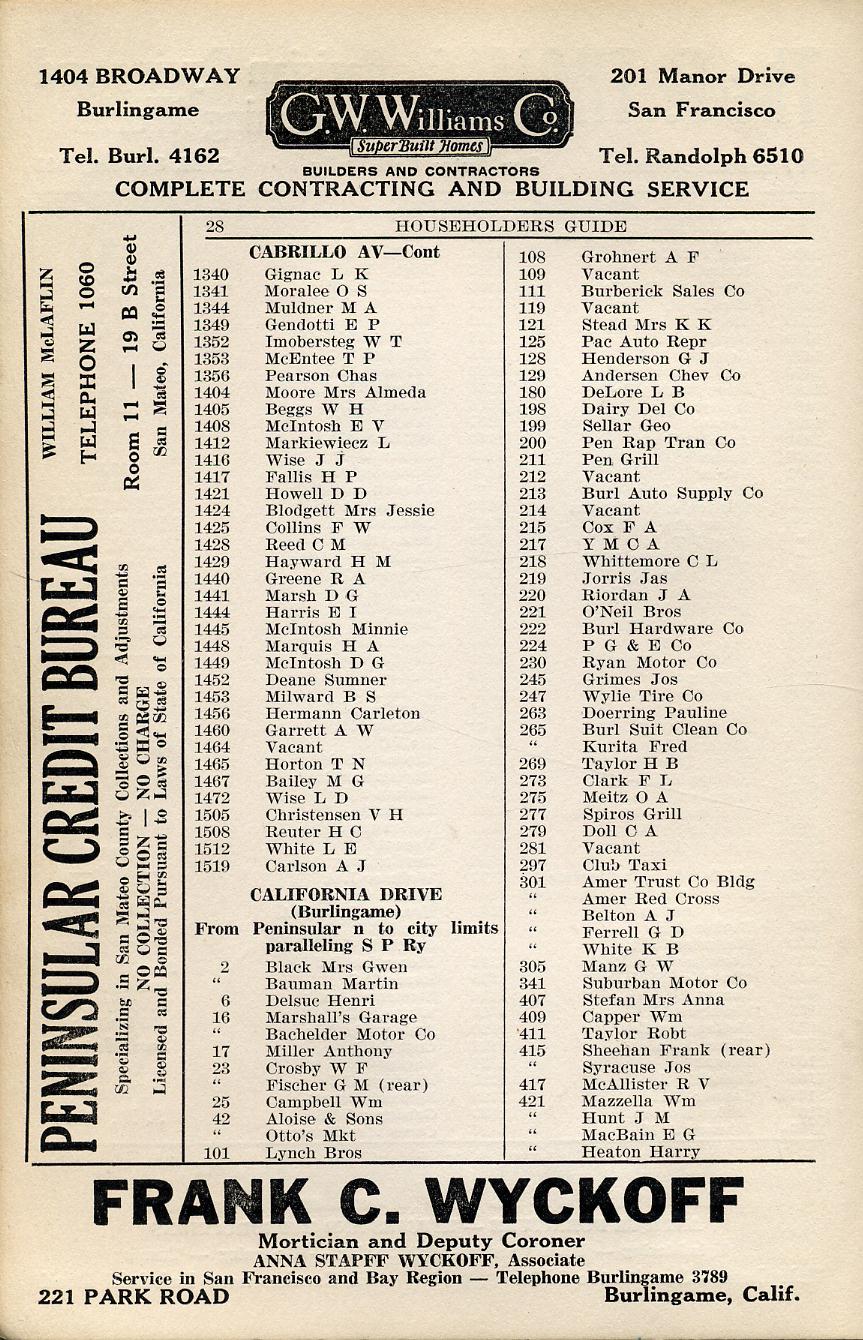 1404 BROADWAY
Burlingame
Tel. Burl. 4162
G.W. Williams Co.
Super Built Homes
BUILDERS AND CONTRACTORS
201 Manor Drive
San Francisco
Tel. Randolph 6510
COMPLETE CONTRACTING AND BUILDING SERVICE
PENINSULAR CREDIT BUREAU
WILLIAM McLAFLIN
TELEPHONE 1060
Room 11 — 19 B Street
San Mateo, California
Specializing in San Mateo County Collections and Adjustments
NO COLLECTION — NO CHARGE
Licensed and Bonded Pursuant to Laws of State of California
28 HOUSEHOLDERS GUIDE
CABRILLO AV—Cont
1340 Gignac L K
1341 Moralee O S
1344 Muldner M A
1349 Gendotti E P
1352 Imobersteg W T
1353 McEntee T P
1356 Pearson Chas
1404 Moore Mrs Almeda
1405 Beggs W H
1408 McIntosh E V
1412 Markiewiecz L
1416 Wise J J
1417 Fallis H P
1421 Howell D D
1424 Blodgett Mrs Jessie
1425 Collins F W
1428 Reed C M
1429 Hayward H M
1440 Greene R A
1441 Marsh D G
1444 Harris E I
1445 McIntosh Minnie
1448 Marquis H A
1449 McIntosh D G
1452 Deane Sumner
1453 Milward B S
1456 Hermann Carleton
1460 Garrett A W
1464 Vacant
1465 Horton T N
1467 Bailey M G
1472 Wise L D
1505 Christensen V H
1508 Reuter H C
1512 White L E
1519 Carlson A J
CALIFORNIA DRIVE
(Burlingame)
From Peninsular n to city limits
paralleling S P Ry
2 Black Mrs Gwen
“ Bauman Martin
6 Delsuc Henri
16 Marshall's Garage
“ Bachelder Motor Co
17 Miller Anthony
23 Crosby W F
“ Fischer G M (rear)
25 Campbell Wm
42 Aloise & Sons
“ Otto's Mkt
101 Lynch Bros
108 Grohnert A F
109 Vacant
111 Burberick Sales Co
119 Vacant
121 Stead Mrs K K
125 Pac Auto Repr
128 Henderson G J
129 Andersen Chev Co
180 DeLore L B
198 Dairy Del Co
199 Sellar Geo
200 Pen Rap Tran Co
211 Pen Grill
212 Vacant
213 Burl Auto Supply Co
214 Vacant
215 Cox F A
217 Y M C A
218 Whittemore C L
219 Jorris Jas
220 Riordan J A
221 O'Neil Bros
222 Burl Hardware Co
224 P G & E Co
230 Ryan Motor Co
245 Grimes Jos
247 Wylie Tire Co
263 Doerring Pauline
265 Burl Suit Clean Co
“ Kurita Fred
269 Taylor H B
273 Clark F L
275 Meitz O A
277 Spiros Grill
279 Doll C A
281 Vacant
297 Club Taxi
301 Amer Trust Co Bldg
“ Amer Red Cross
“ Belton A J
“ Ferrell G D
“ White K B
305 Manz G W
341 Suburban Motor Co
407 Stefan Mrs Anna
409 Capper Wm
411 Taylor Robt
415 Sheehan Frank (rear)
“ Syracuse Jos
417 McAllister R V
421 Mazzella Wm
“ Hunt J M
“ MacBain E G
“ Heaton Harry
FRANK C. WYCKOFF
Mortician and Deputy Coroner
ANNA STAPFF WYCKOFF, Associate
Service in San Francisco and Bay Region — Telephone Burlingame 3789
221 PARK ROAD Burlingame, Calif.